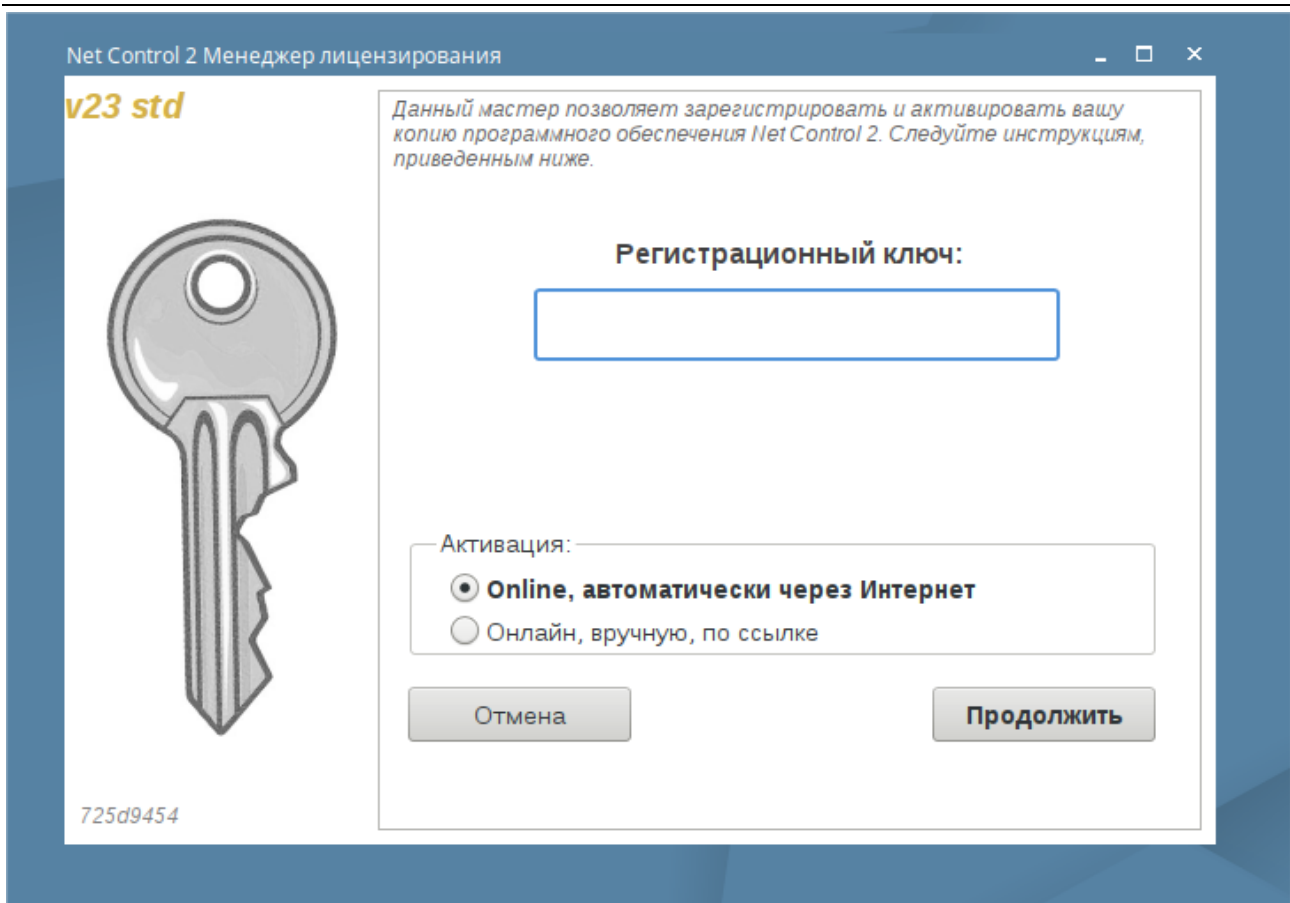 Net Control 2 Менеджер лицензирования
v23 std
Данный мастер позволяет зарегистрировать и активировать вашу
копию программного обеспечения Net Control 2. Следуйте инструкциям,
приведенным ниже.
Регистрационный ключ:
Активация:
Online, автоматически через Интернет
Онлайн, вручную, по ссылке
Отмена
Продолжить
725d9454